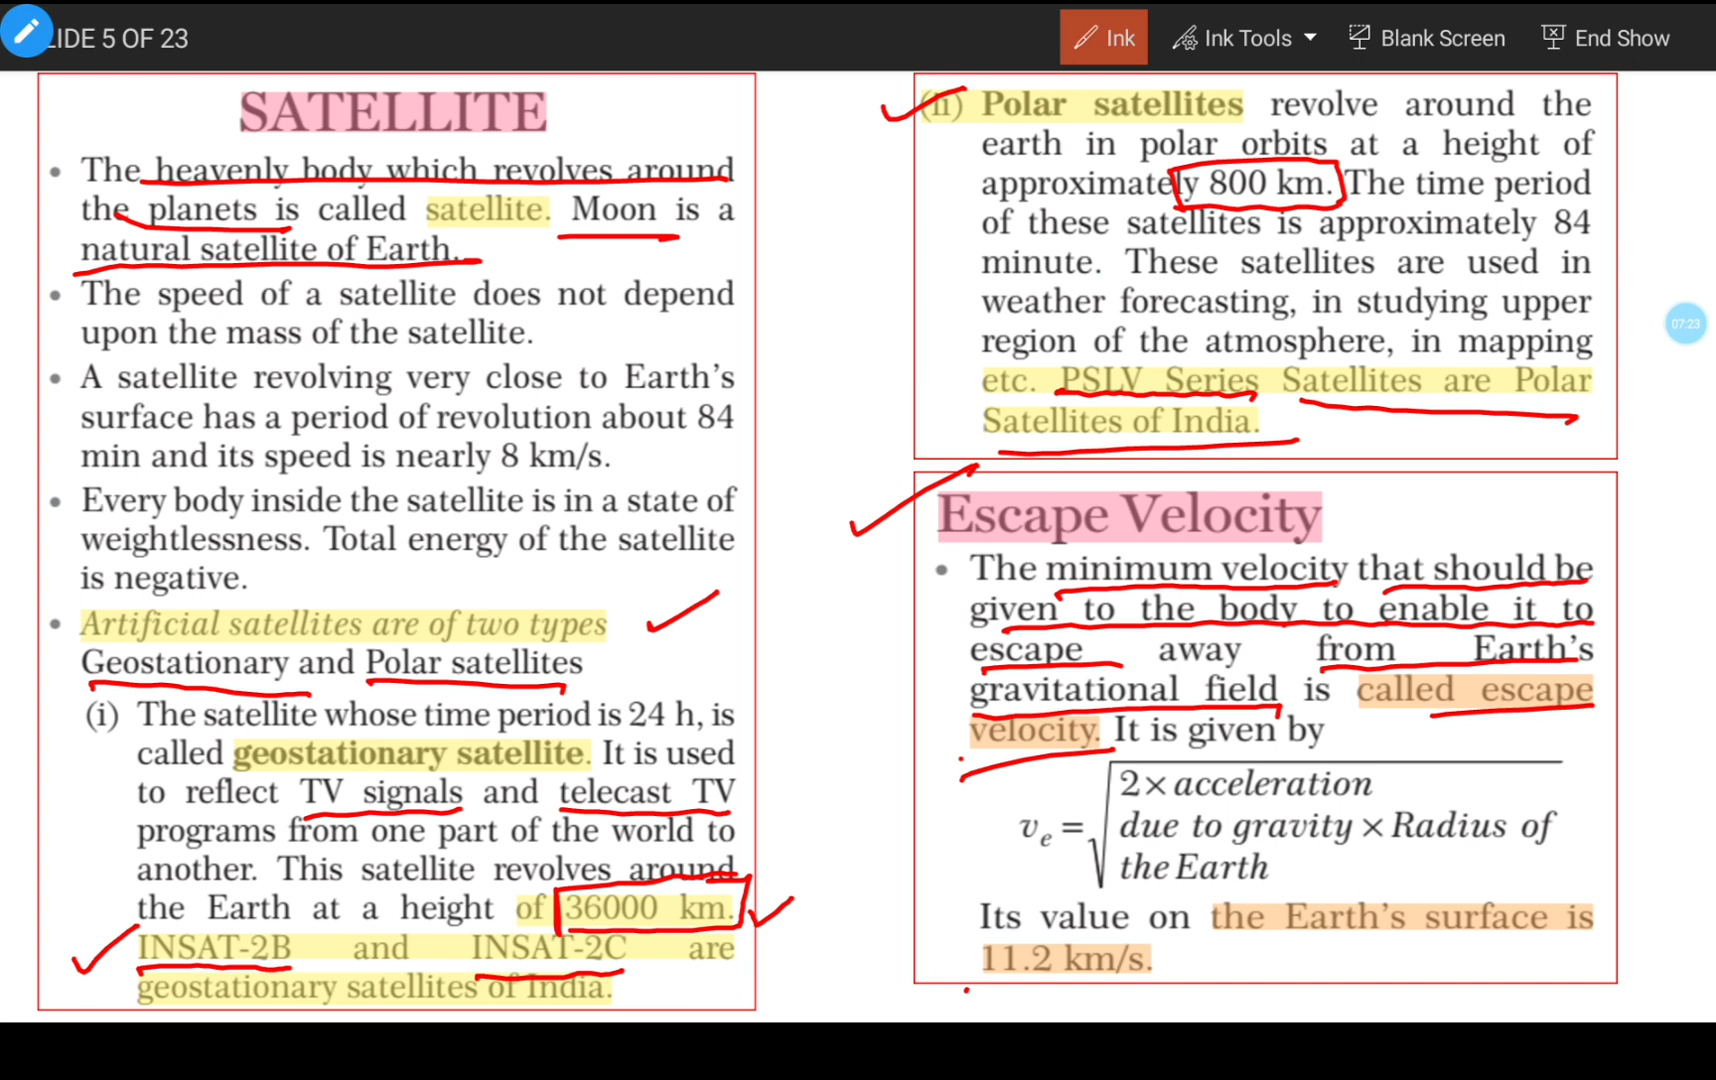 LIDE 5 OF 23
Ink
Ink Tools
Blank Screen
End Show
SATELLITE
• The heavenly body which revolves around
the planets is called satellite. Moon is a
natural satellite of Earth.
• The speed of a satellite does not depend
upon the mass of the satellite.
• A satellite revolving very close to Earth's
surface has a period of revolution about 84
min and its speed is nearly 8 km/s.
• Every body inside the satellite is in a state of
weightlessness. Total energy of the satellite
is negative.
• Artificial satellites are of two types
Geostationary and Polar satellites
(i) The satellite whose time period is 24 h, is
called geostationary satellite. It is used
to reflect TV signals and telecast TV
programs from one part of the world to
another. This satellite revolves around
the Earth at a height of 36000 km.
INSAT-2B and INSAT-2C are
geostationary satellites of India.
(ii) Polar satellites revolve around the
earth in polar orbits at a height of
approximately 800 km. The time period
of these satellites is approximately 84
minute. These satellites are used in
weather forecasting, in studying upper
region of the atmosphere, in mapping
etc. PSLV Series Satellites are Polar
Satellites of India.
07:23
Escape Velocity
• The minimum velocity that should be
given to the body to enable it to
escape away from Earth's
gravitational field is called escape
velocity. It is given by
2× acceleration
vₑ = √ due to gravity × Radius of
the Earth
Its value on the Earth's surface is
11.2 km/s.